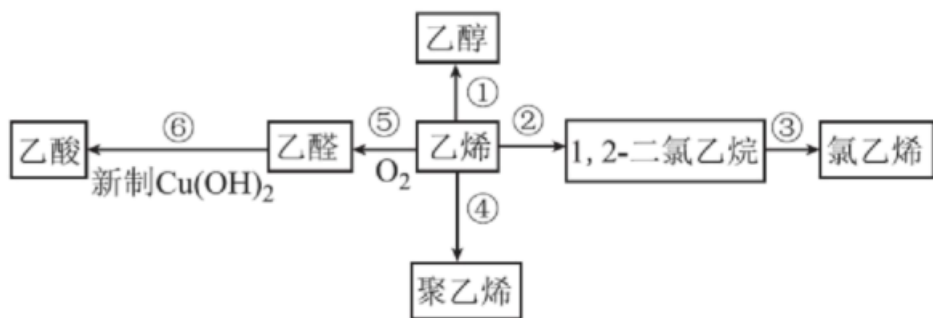 乙醇
①
乙酸
⑥
新制Cu(OH)₂
乙醛
⑤
O₂
乙烯
②
1, 2-二氯乙烷
③
氯乙烯
④
聚乙烯